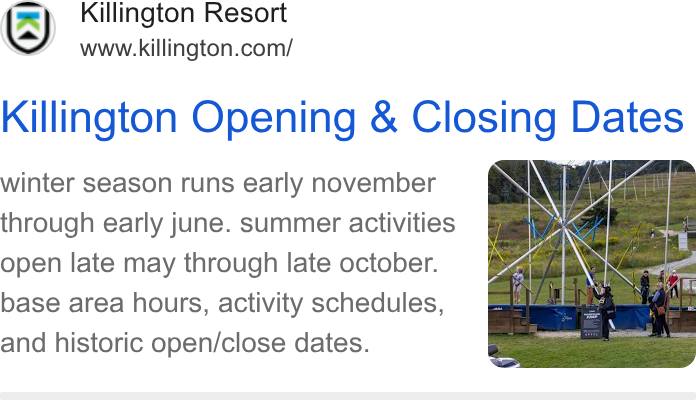 Killington Resort
www.killington.com/
Killington Opening & Closing Dates
winter season runs early november
through early june. summer activities
open late may through late october.
base area hours, activity schedules,
and historic open/close dates.